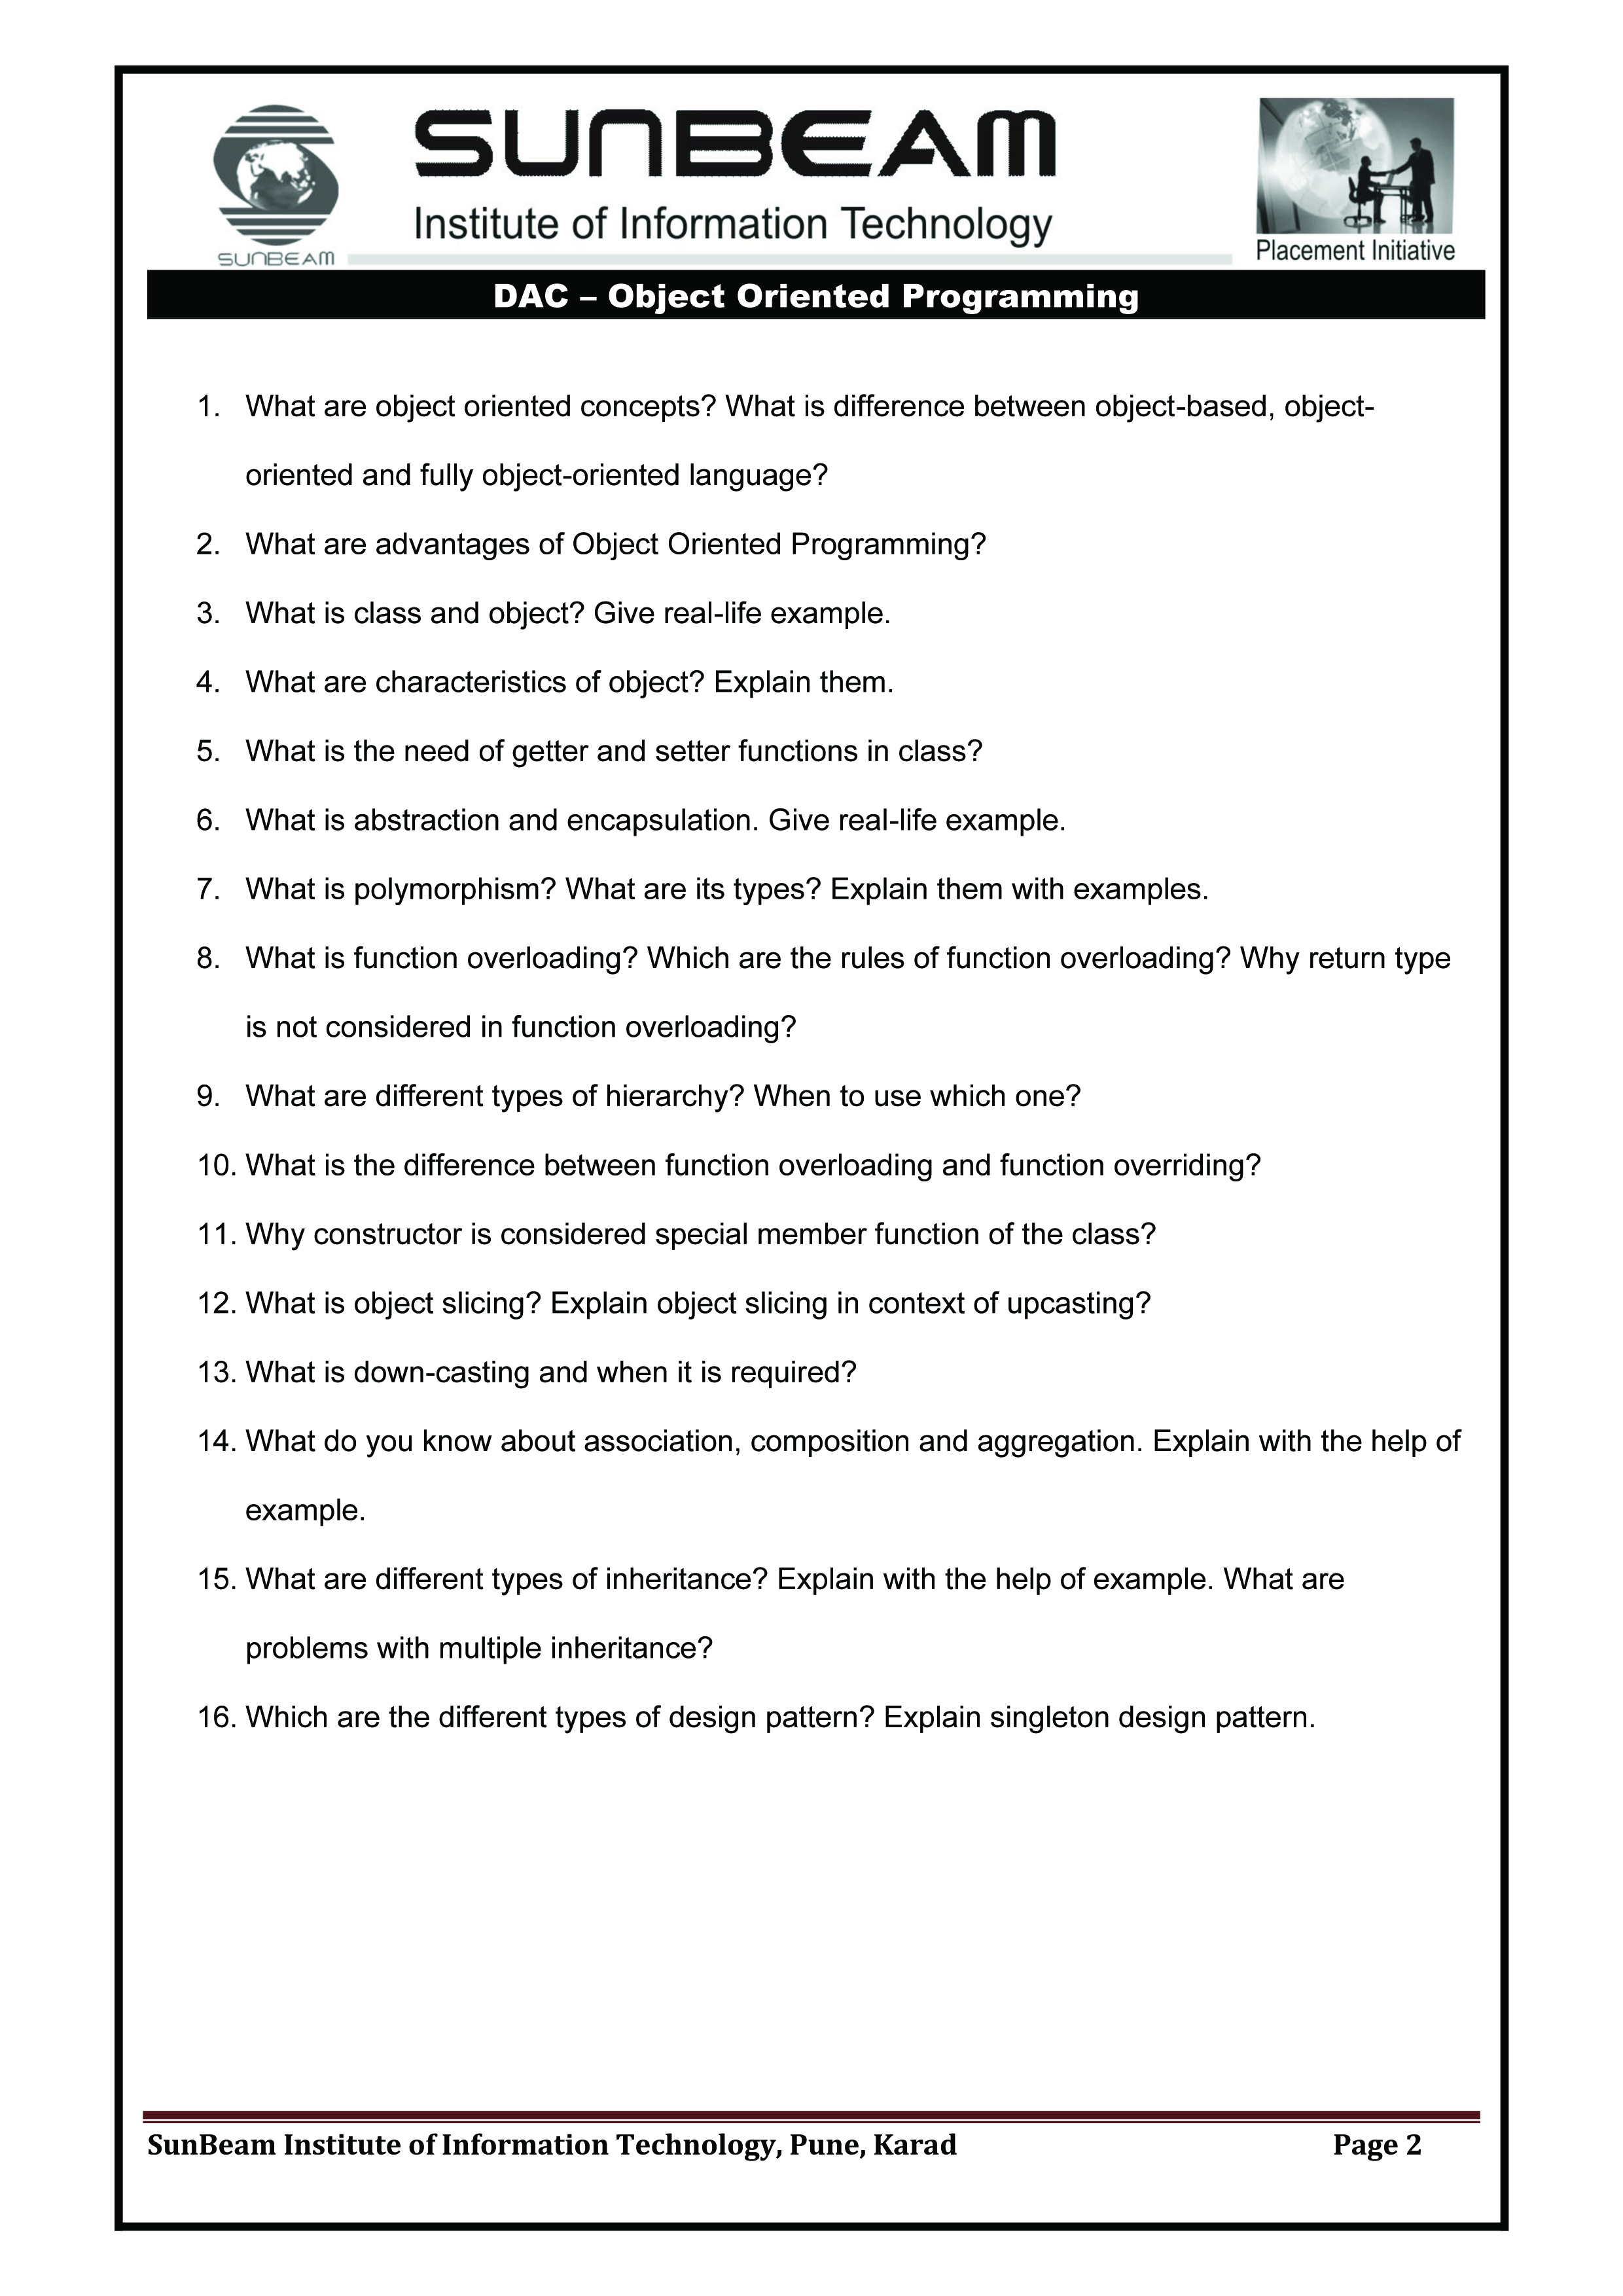 SUNBEAM
Institute of Information Technology
SUNBEAM
Placement Initiative
DAC – Object Oriented Programming
1. What are object oriented concepts? What is difference between object-based, object-
oriented and fully object-oriented language?
2. What are advantages of Object Oriented Programming?
3. What is class and object? Give real-life example.
4. What are characteristics of object? Explain them.
5. What is the need of getter and setter functions in class?
6. What is abstraction and encapsulation. Give real-life example.
7. What is polymorphism? What are its types? Explain them with examples.
8. What is function overloading? Which are the rules of function overloading? Why return type
is not considered in function overloading?
9. What are different types of hierarchy? When to use which one?
10. What is the difference between function overloading and function overriding?
11. Why constructor is considered special member function of the class?
12. What is object slicing? Explain object slicing in context of upcasting?
13. What is down-casting and when it is required?
14. What do you know about association, composition and aggregation. Explain with the help of
example.
15. What are different types of inheritance? Explain with the help of example. What are
problems with multiple inheritance?
16. Which are the different types of design pattern? Explain singleton design pattern.
SunBeam Institute of Information Technology, Pune, Karad Page 2